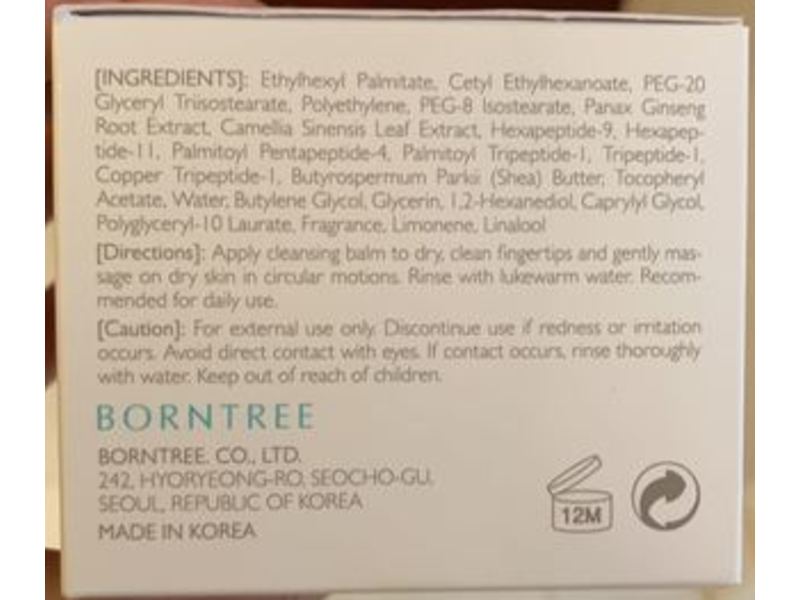 [INGREDIENTS]: Ethylhexyl Palmitate, Cetyl Ethylhexanoate, PEG-20
Glyceryl Triisostearate, Polyethylene, PEG-8 Isostearate, Panax Ginseng
Root Extract, Camellia Sinensis Leaf Extract, Hexapeptide-9, Hexapep-
tide-11, Palmitoyl Pentapeptide-4, Palmitoyl Tripeptide-1, Tripeptide-1,
Copper Tripeptide-1, Butyrospermum Parkii (Shea) Butter, Tocopheryl
Acetate, Water, Butylene Glycol, Glycerin, 1,2-Hexanediol, Caprylyl Glycol,
Polyglyceryl-10 Laurate, Fragrance, Limonene, Linalool
[Directions]: Apply cleansing balm to dry, clean fingertips and gently mas-
sage on dry skin in circular motions. Rinse with lukewarm water. Recom-
mended for daily use.
[Caution]: For external use only. Discontinue use if redness or irritation
occurs. Avoid direct contact with eyes. If contact occurs, rinse thoroughly
with water. Keep out of reach of children.
BORNTREE
BORNTREE. CO., LTD.
242, HYORYEONG-RO, SEOCHO-GU,
SEOUL, REPUBLIC OF KOREA
MADE IN KOREA
12M